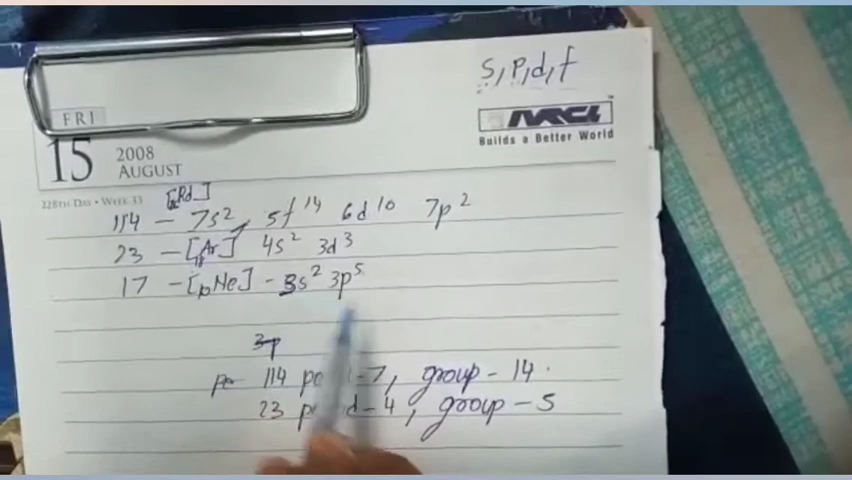 s, p, d, f
NRCL
Builds a Better World
FRI
15 2008
AUGUST
228TH DAY • WEEK 33
[Rd]
114 – 7s² , 5f¹⁴ 6d¹⁰ 7p²
23 – [₁₈Ar] 4s² 3d³
17 – [Ne] – 3s² 3p⁵
3p
114 7, group – 14 .
23 4, group – 5